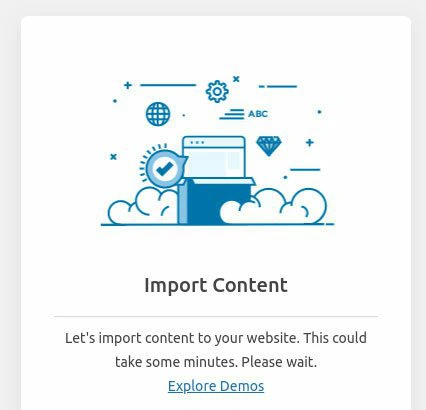 ABC
Import Content
Let's import content to your website. This could
take some minutes. Please wait.
Explore Demos